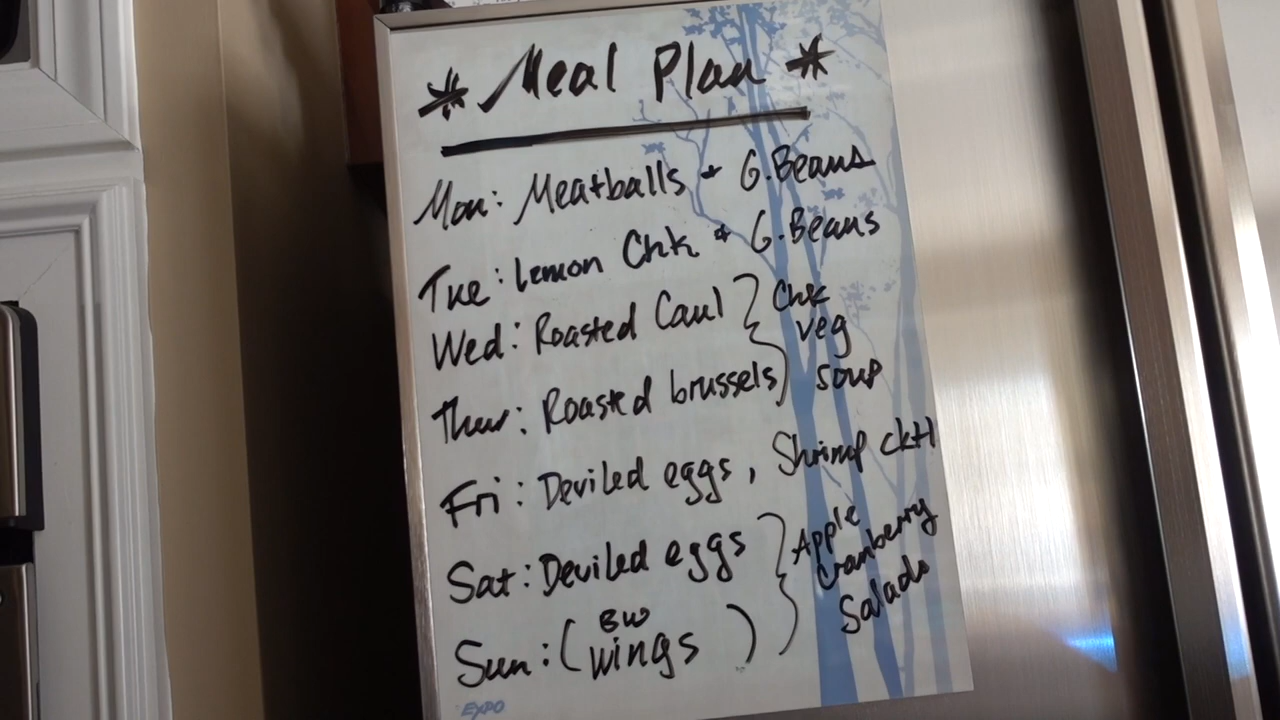 * Meal Plan *
Mon: Meatballs + G.Beans
Tue: Lemon Chk + G.Beans
Wed: Roasted Caul } Chk
veg
Thur: Roasted brussels } soup
Fri: Deviled eggs, Shrimp cktl
Sat: Deviled eggs } Apple
Cranberry
Salads
BW
Sun: (wings)
EXPO